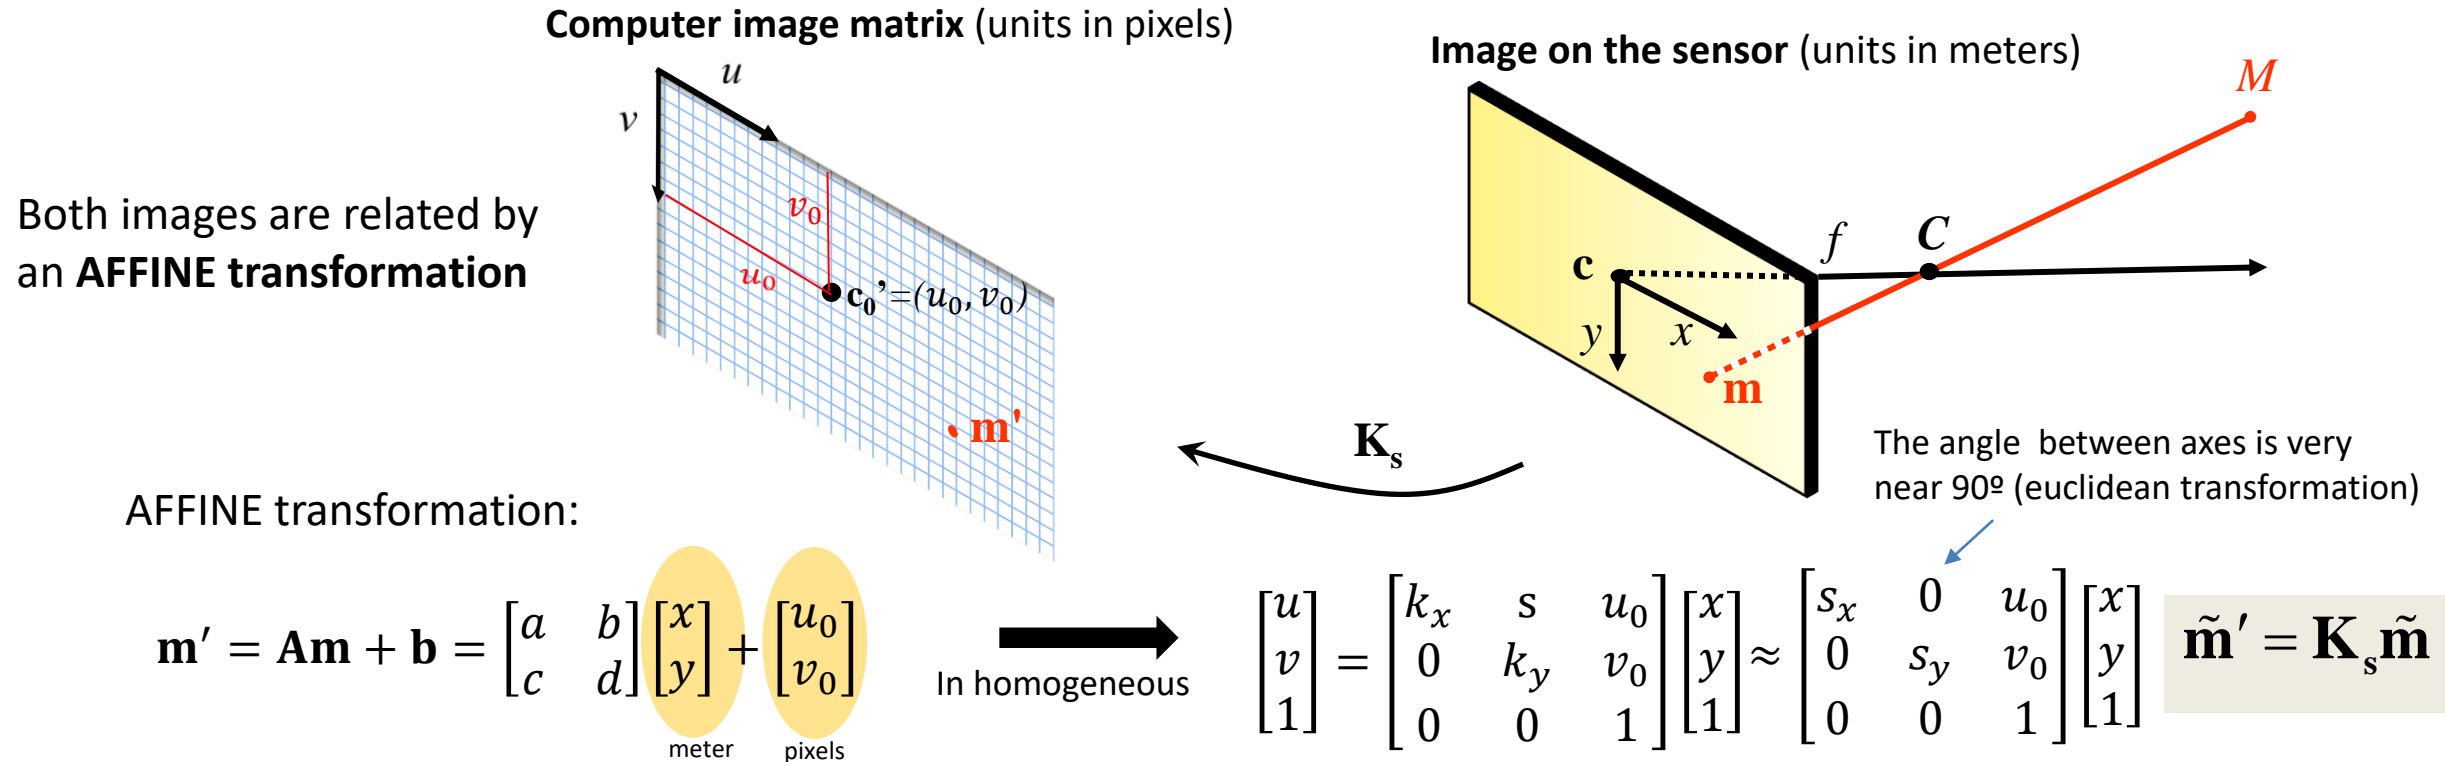 Computer image matrix (units in pixels)
Image on the sensor (units in meters)
u
v
v₀
u₀
c₀'=(u₀, v₀)
m'
M
f
C
c
y
x
m
Both images are related by
an AFFINE transformation
Kₛ
The angle between axes is very
near 90º (euclidean transformation)
AFFINE transformation:
m′ = Am + b = [a b; c d] [x; y] + [u₀; v₀]
meter
pixels
In homogeneous
[u; v; 1] = [kₓ s u₀; 0 k_y v₀; 0 0 1] [x; y; 1] ≈ [sₓ 0 u₀; 0 s_y v₀; 0 0 1] [x; y; 1]
m̃′ = Kₛm̃